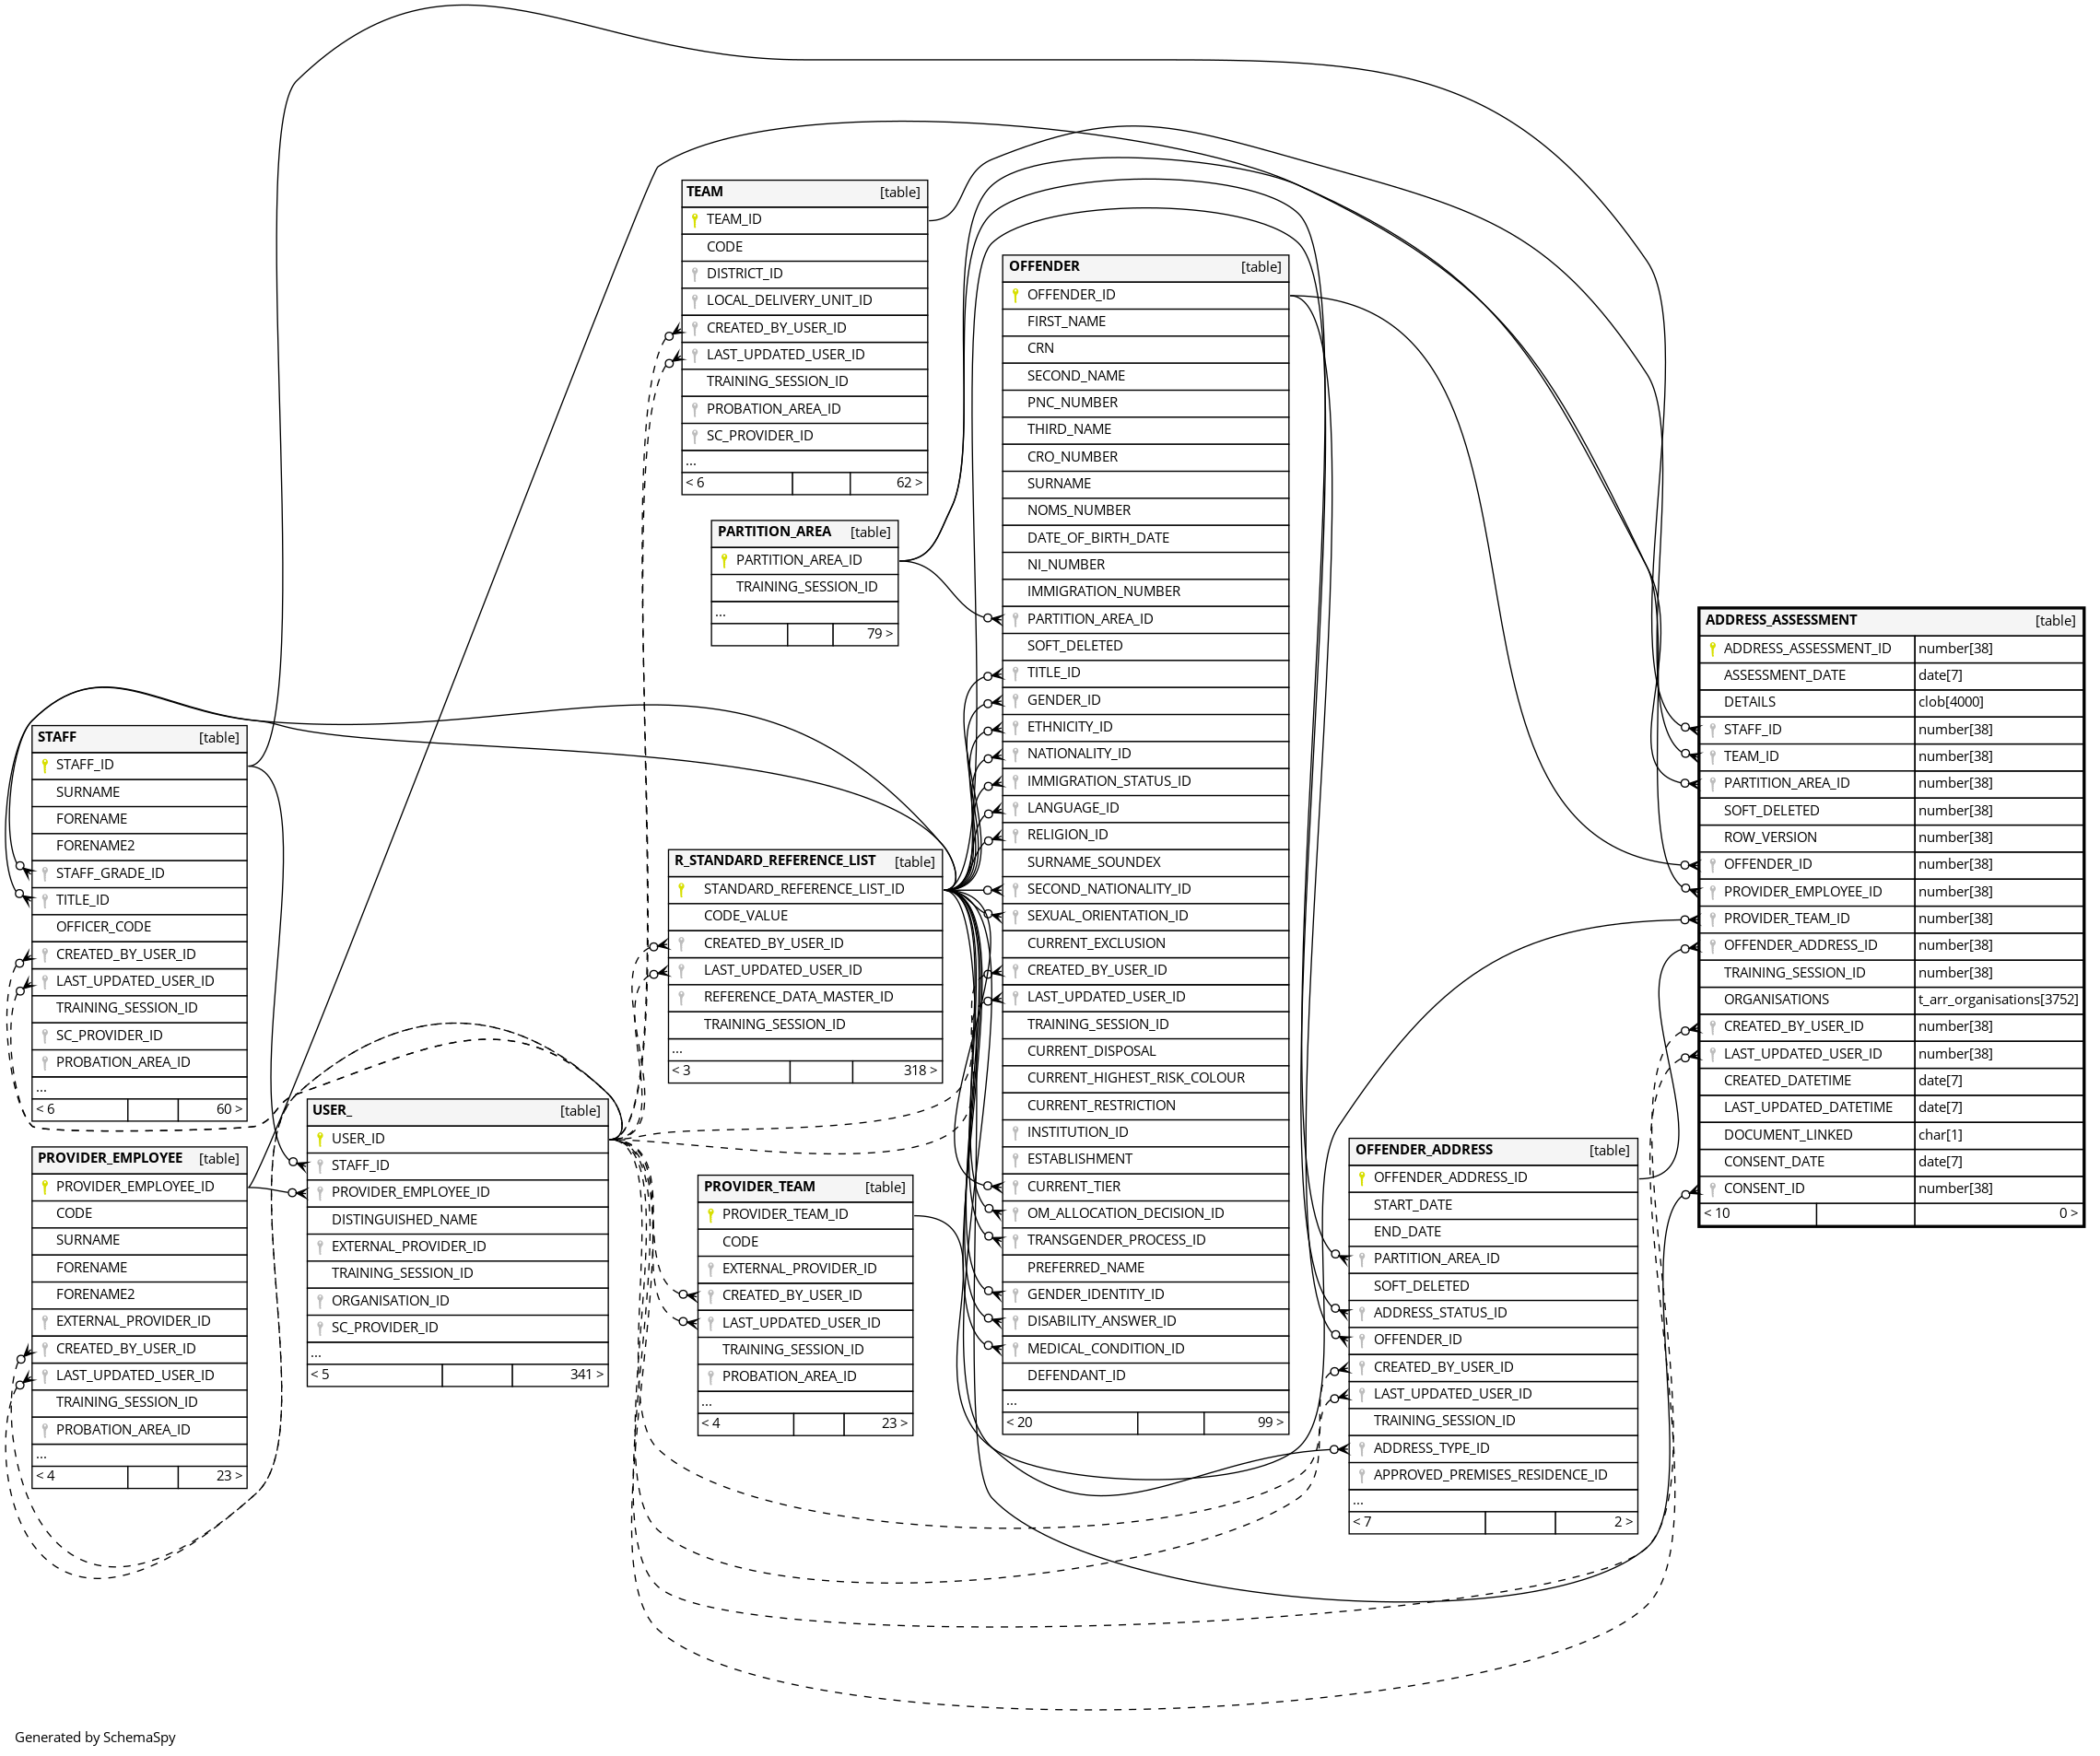 TEAM [table]
TEAM_ID
CODE
DISTRICT_ID
LOCAL_DELIVERY_UNIT_ID
CREATED_BY_USER_ID
LAST_UPDATED_USER_ID
TRAINING_SESSION_ID
PROBATION_AREA_ID
SC_PROVIDER_ID
...
< 6 62 >
PARTITION_AREA [table]
PARTITION_AREA_ID
TRAINING_SESSION_ID
...
79 >
OFFENDER [table]
OFFENDER_ID
FIRST_NAME
CRN
SECOND_NAME
PNC_NUMBER
THIRD_NAME
CRO_NUMBER
SURNAME
NOMS_NUMBER
DATE_OF_BIRTH_DATE
NI_NUMBER
IMMIGRATION_NUMBER
PARTITION_AREA_ID
SOFT_DELETED
TITLE_ID
GENDER_ID
ETHNICITY_ID
NATIONALITY_ID
IMMIGRATION_STATUS_ID
LANGUAGE_ID
RELIGION_ID
SURNAME_SOUNDEX
SECOND_NATIONALITY_ID
SEXUAL_ORIENTATION_ID
CURRENT_EXCLUSION
CREATED_BY_USER_ID
LAST_UPDATED_USER_ID
TRAINING_SESSION_ID
CURRENT_DISPOSAL
CURRENT_HIGHEST_RISK_COLOUR
CURRENT_RESTRICTION
INSTITUTION_ID
ESTABLISHMENT
CURRENT_TIER
OM_ALLOCATION_DECISION_ID
TRANSGENDER_PROCESS_ID
PREFERRED_NAME
GENDER_IDENTITY_ID
DISABILITY_ANSWER_ID
MEDICAL_CONDITION_ID
DEFENDANT_ID
...
< 20 99 >
ADDRESS_ASSESSMENT [table]
ADDRESS_ASSESSMENT_ID number[38]
ASSESSMENT_DATE date[7]
DETAILS clob[4000]
STAFF_ID number[38]
TEAM_ID number[38]
PARTITION_AREA_ID number[38]
SOFT_DELETED number[38]
ROW_VERSION number[38]
OFFENDER_ID number[38]
PROVIDER_EMPLOYEE_ID number[38]
PROVIDER_TEAM_ID number[38]
OFFENDER_ADDRESS_ID number[38]
TRAINING_SESSION_ID number[38]
ORGANISATIONS t_arr_organisations[3752]
CREATED_BY_USER_ID number[38]
LAST_UPDATED_USER_ID number[38]
CREATED_DATETIME date[7]
LAST_UPDATED_DATETIME date[7]
DOCUMENT_LINKED char[1]
CONSENT_DATE date[7]
CONSENT_ID number[38]
< 10 0 >
STAFF [table]
STAFF_ID
SURNAME
FORENAME
FORENAME2
STAFF_GRADE_ID
TITLE_ID
OFFICER_CODE
CREATED_BY_USER_ID
LAST_UPDATED_USER_ID
TRAINING_SESSION_ID
SC_PROVIDER_ID
PROBATION_AREA_ID
...
< 6 60 >
R_STANDARD_REFERENCE_LIST [table]
STANDARD_REFERENCE_LIST_ID
CODE_VALUE
CREATED_BY_USER_ID
LAST_UPDATED_USER_ID
REFERENCE_DATA_MASTER_ID
TRAINING_SESSION_ID
...
< 3 318 >
USER_ [table]
USER_ID
STAFF_ID
PROVIDER_EMPLOYEE_ID
DISTINGUISHED_NAME
EXTERNAL_PROVIDER_ID
TRAINING_SESSION_ID
ORGANISATION_ID
SC_PROVIDER_ID
...
< 5 341 >
PROVIDER_EMPLOYEE [table]
PROVIDER_EMPLOYEE_ID
CODE
SURNAME
FORENAME
FORENAME2
EXTERNAL_PROVIDER_ID
CREATED_BY_USER_ID
LAST_UPDATED_USER_ID
TRAINING_SESSION_ID
PROBATION_AREA_ID
...
< 4 23 >
PROVIDER_TEAM [table]
PROVIDER_TEAM_ID
CODE
EXTERNAL_PROVIDER_ID
CREATED_BY_USER_ID
LAST_UPDATED_USER_ID
TRAINING_SESSION_ID
PROBATION_AREA_ID
...
< 4 23 >
OFFENDER_ADDRESS [table]
OFFENDER_ADDRESS_ID
START_DATE
END_DATE
PARTITION_AREA_ID
SOFT_DELETED
ADDRESS_STATUS_ID
OFFENDER_ID
CREATED_BY_USER_ID
LAST_UPDATED_USER_ID
TRAINING_SESSION_ID
ADDRESS_TYPE_ID
APPROVED_PREMISES_RESIDENCE_ID
...
< 7 2 >
Generated by SchemaSpy